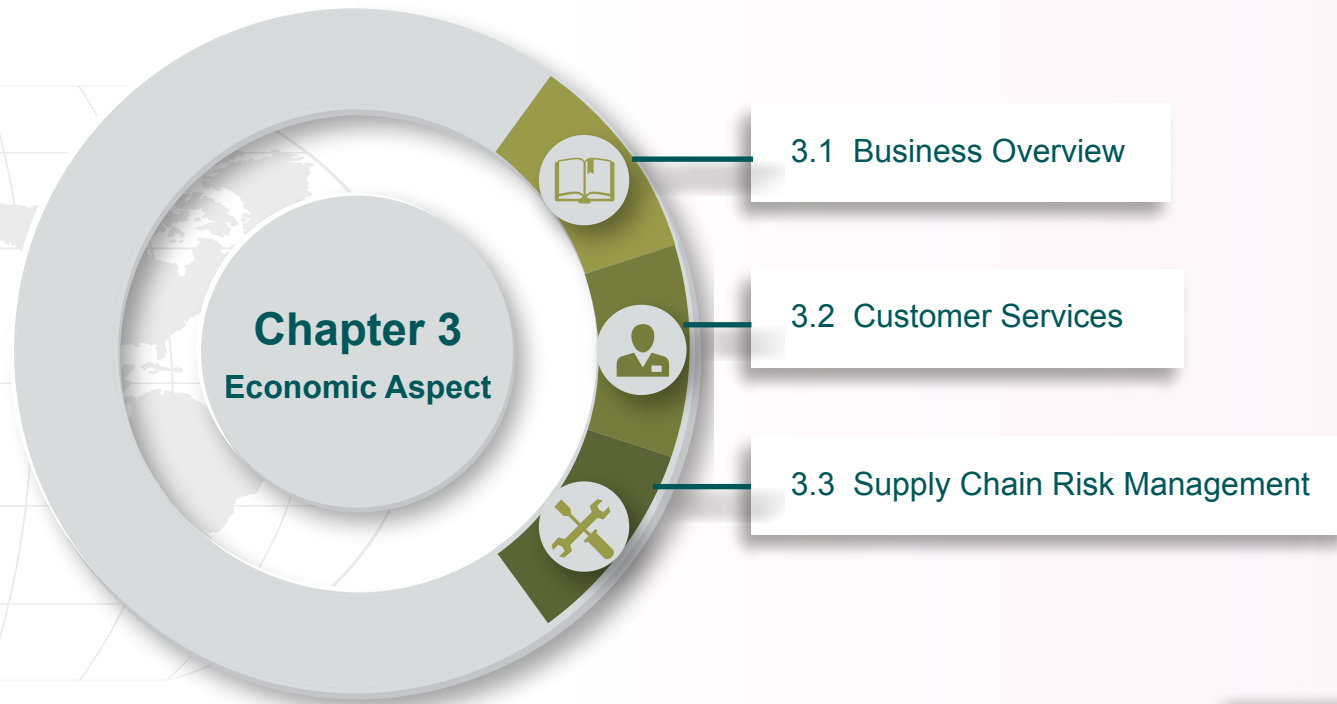 Chapter 3
Economic Aspect
3.1 Business Overview
3.2 Customer Services
3.3 Supply Chain Risk Management